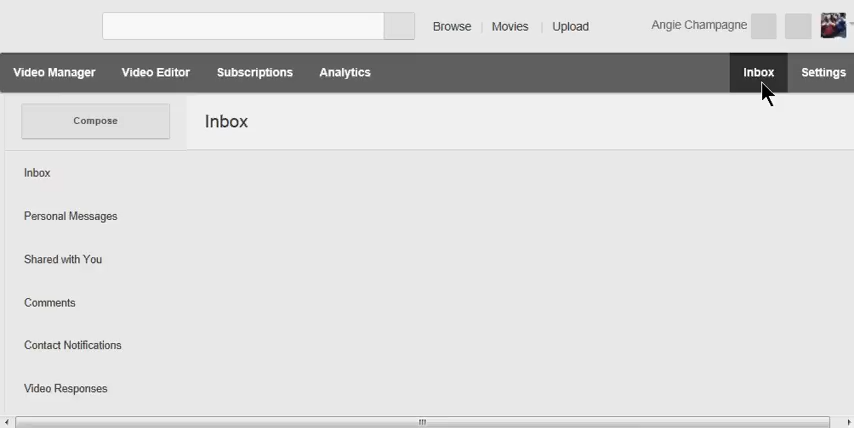 Browse Movies Upload Angie Champagne
Video Manager Video Editor Subscriptions Analytics Inbox Settings
Compose Inbox
Inbox
Personal Messages
Shared with You
Comments
Contact Notifications
Video Responses